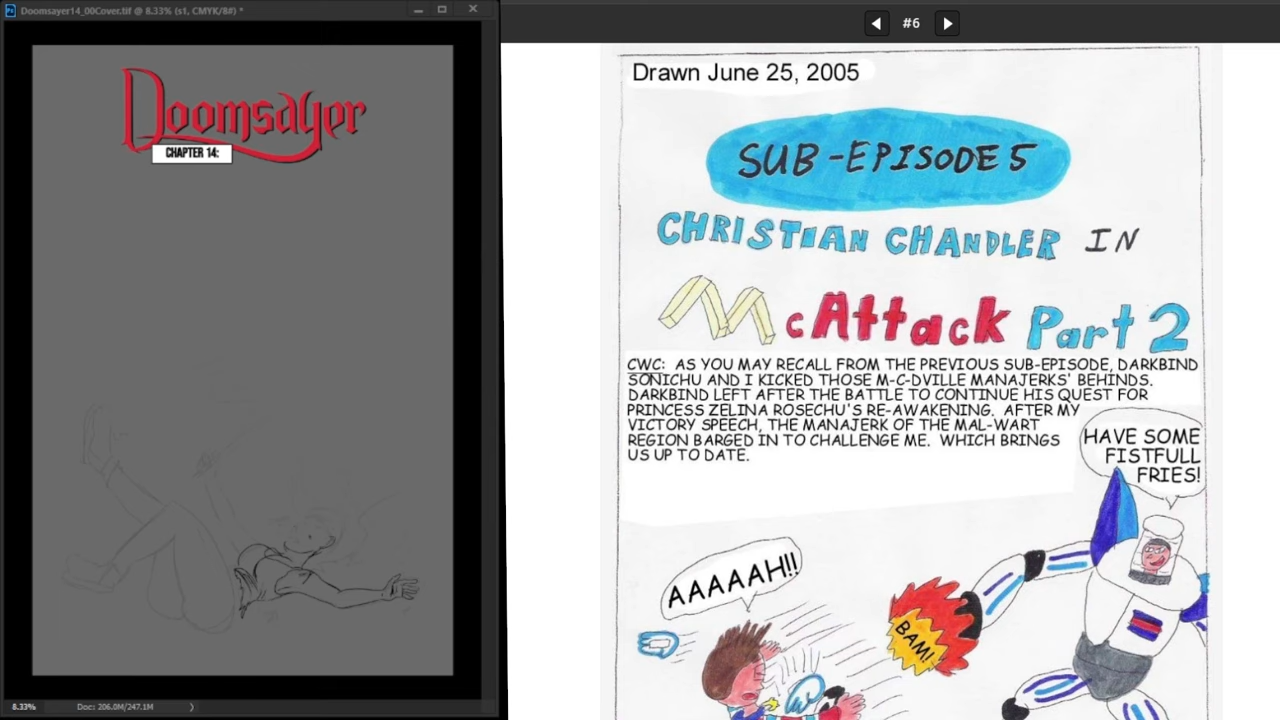 Doomsayer14_00Cover.tif @ 8.33% (s1, CMYK/8#) *
Doomsayer
CHAPTER 14:
8.33%
Doc: 206.0M/247.1M
#6
Drawn June 25, 2005
SUB-EPISODE 5
CHRISTIAN CHANDLER IN
McAttack Part 2
CWC: AS YOU MAY RECALL FROM THE PREVIOUS SUB-EPISODE, DARKBIND
SONICHU AND I KICKED THOSE M-C-DVILLE MANAJERKS' BEHINDS.
DARKBIND LEFT AFTER THE BATTLE TO CONTINUE HIS QUEST FOR
PRINCESS ZELINA ROSECHU'S RE-AWAKENING. AFTER MY
VICTORY SPEECH, THE MANAJERK OF THE MAL-WART
REGION BARGED IN TO CHALLENGE ME. WHICH BRINGS
US UP TO DATE.
HAVE SOME
FISTFULL
FRIES!
AAAAAH!!
BAM!